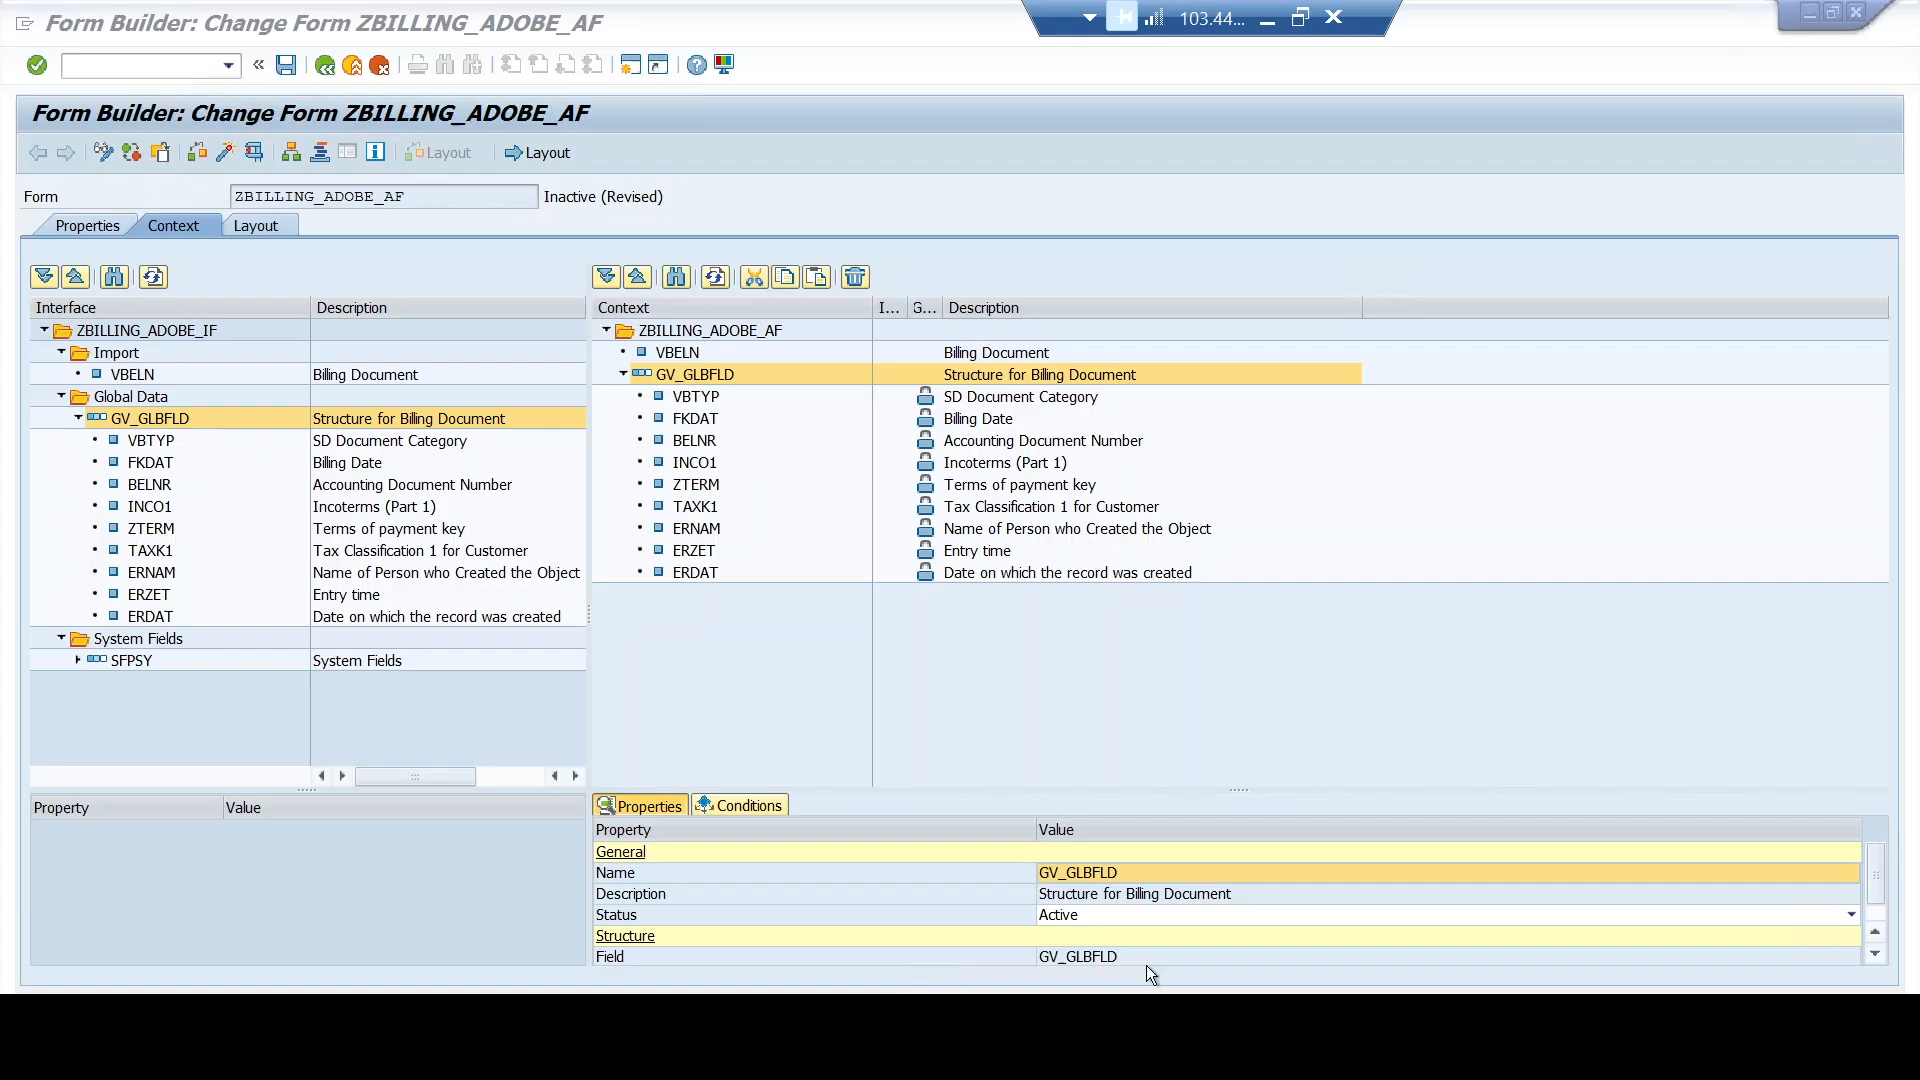 Form Builder: Change Form ZBILLING_ADOBE_AF
103.44...
Form Builder: Change Form ZBILLING_ADOBE_AF
Layout
Layout
Form
ZBILLING_ADOBE_AF
Inactive (Revised)
Properties
Context
Layout
Interface
Description
ZBILLING_ADOBE_IF
Import
VBELN
Billing Document
Global Data
GV_GLBFLD
Structure for Billing Document
VBTYP
SD Document Category
FKDAT
Billing Date
BELNR
Accounting Document Number
INCO1
Incoterms (Part 1)
ZTERM
Terms of payment key
TAXK1
Tax Classification 1 for Customer
ERNAM
Name of Person who Created the Object
ERZET
Entry time
ERDAT
Date on which the record was created
System Fields
SFPSY
System Fields
Context
I...
G...
Description
ZBILLING_ADOBE_AF
VBELN
Billing Document
GV_GLBFLD
Structure for Billing Document
VBTYP
SD Document Category
FKDAT
Billing Date
BELNR
Accounting Document Number
INCO1
Incoterms (Part 1)
ZTERM
Terms of payment key
TAXK1
Tax Classification 1 for Customer
ERNAM
Name of Person who Created the Object
ERZET
Entry time
ERDAT
Date on which the record was created
Property
Value
Properties
Conditions
Property
Value
General
Name
GV_GLBFLD
Description
Structure for Billing Document
Status
Active
Structure
Field
GV_GLBFLD